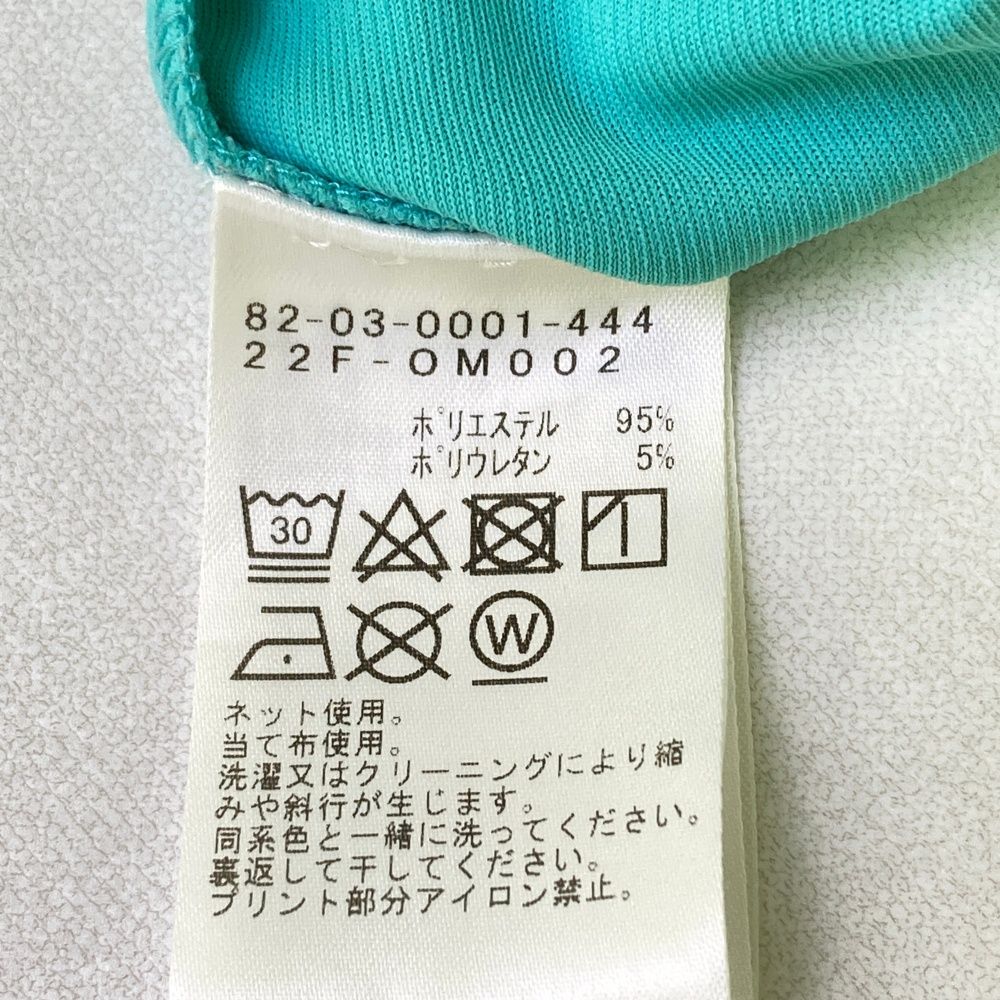 82-03-0001-444
22F-OM002
ポリエステル 95%
ポリウレタン 5%
30
W
ネット使用。
当て布使用。
洗濯又はクリーニングにより縮
みや斜行が生じます。
同系色と一緒に洗ってください。
裏返して干してください。
プリント部分アイロン禁止。